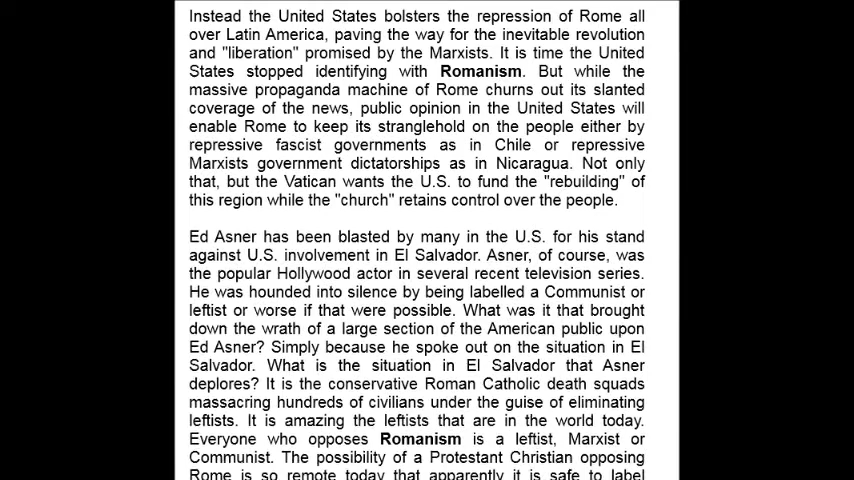 Instead the United States bolsters the repression of Rome all
over Latin America, paving the way for the inevitable revolution
and "liberation" promised by the Marxists. It is time the United
States stopped identifying with Romanism. But while the
massive propaganda machine of Rome churns out its slanted
coverage of the news, public opinion in the United States will
enable Rome to keep its stranglehold on the people either by
repressive fascist governments as in Chile or repressive
Marxists government dictatorships as in Nicaragua. Not only
that, but the Vatican wants the U.S. to fund the "rebuilding" of
this region while the "church" retains control over the people.
Ed Asner has been blasted by many in the U.S. for his stand
against U.S. involvement in El Salvador. Asner, of course, was
the popular Hollywood actor in several recent television series.
He was hounded into silence by being labelled a Communist or
leftist or worse if that were possible. What was it that brought
down the wrath of a large section of the American public upon
Ed Asner? Simply because he spoke out on the situation in El
Salvador. What is the situation in El Salvador that Asner
deplores? It is the conservative Roman Catholic death squads
massacring hundreds of civilians under the guise of eliminating
leftists. It is amazing the leftists that are in the world today.
Everyone who opposes Romanism is a leftist, Marxist or
Communist. The possibility of a Protestant Christian opposing
Rome is so remote today that apparently it is safe to label